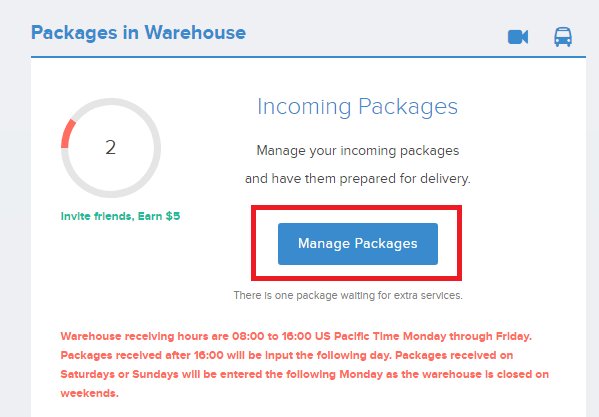 Packages in Warehouse
Incoming Packages
2
Manage your incoming packages
and have them prepared for delivery.
Invite friends, Earn $5
Manage Packages
There is one package waiting for extra services.
Warehouse receiving hours are 08:00 to 16:00 US Pacific Time Monday through Friday.
Packages received after 16:00 will be input the following day. Packages received on
Saturdays or Sundays will be entered the following Monday as the warehouse is closed on
weekends.